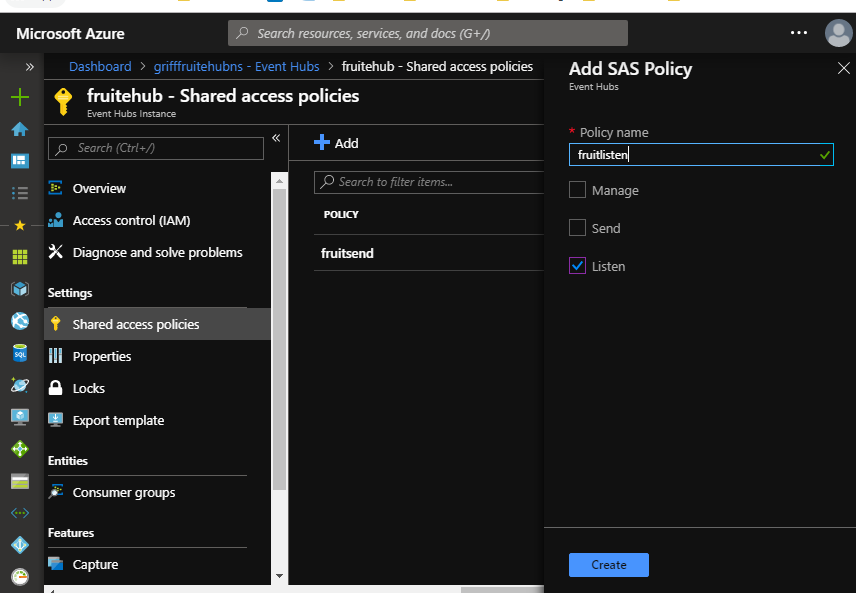 Microsoft Azure
Search resources, services, and docs (G+/)
Dashboard > grifffruitehubns - Event Hubs > fruitehub - Shared access policies
fruitehub - Shared access policies
Event Hubs Instance
Search (Ctrl+/)
Overview
Access control (IAM)
Diagnose and solve problems
Settings
Shared access policies
Properties
Locks
Export template
Entities
Consumer groups
Features
Capture
Add
Search to filter items...
POLICY
fruitsend
Add SAS Policy
Event Hubs
* Policy name
fruitlisten
Manage
Send
Listen
Create
SQL